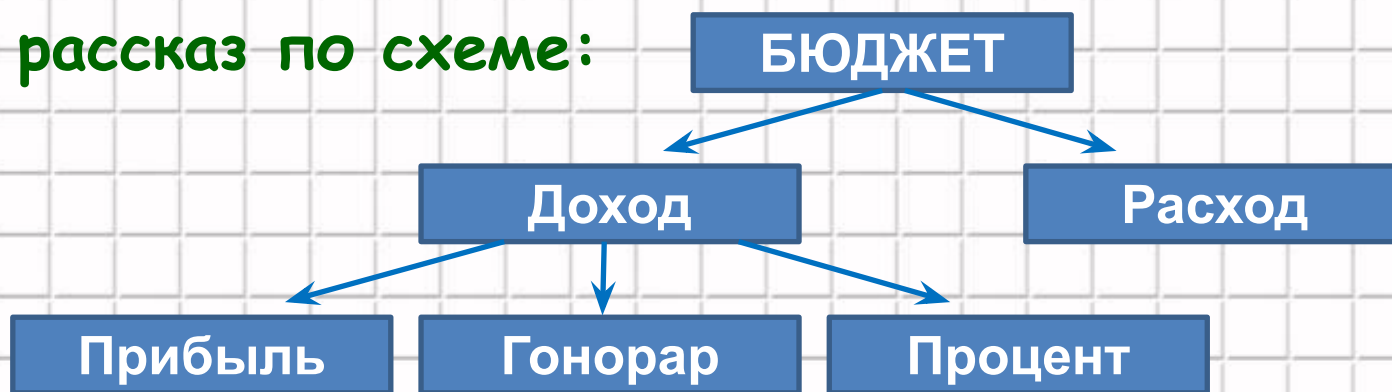 рассказ по схеме:
БЮДЖЕТ
Доход
Расход
Прибыль
Гонорар
Процент